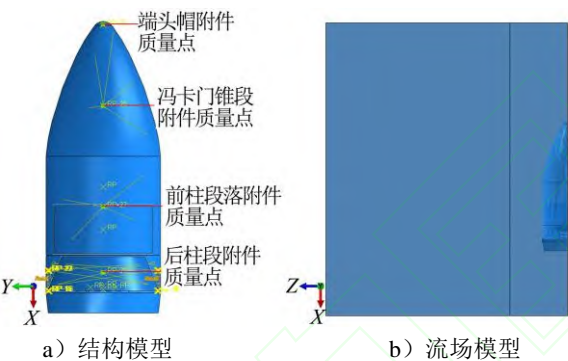 端头帽附件
质量点
冯卡门锥段
附件质量点
前柱段落附件
质量点
后柱段附件
质量点
RP
RP
Y
X
Z
X
a）结构模型
b）流场模型